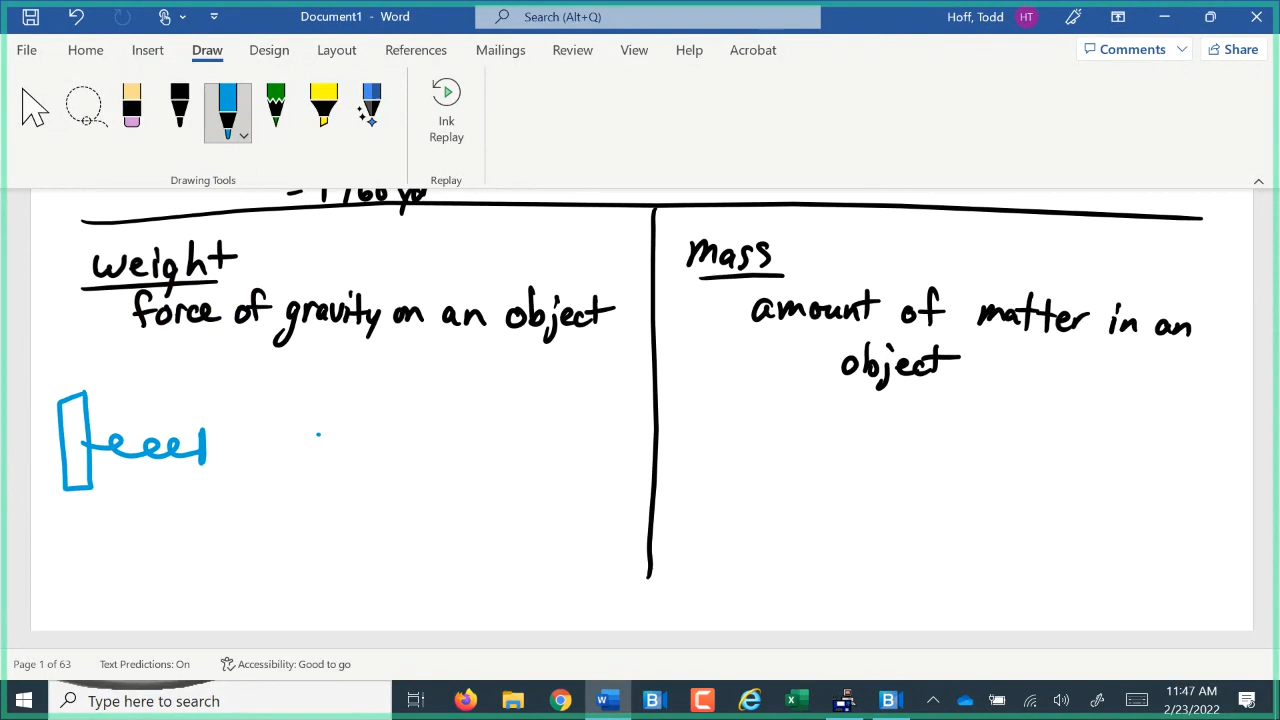 Document1 - Word
Search (Alt+Q)
Hoff, Todd
HT
File Home Insert Draw Design Layout References Mailings Review View Help Acrobat
Comments
Share
Ink
Replay
Drawing Tools
Replay
= 1760 yd
weight
force of gravity on an object
mass
amount of matter in an
object
Page 1 of 63
Text Predictions: On
Accessibility: Good to go
Type here to search
11:47 AM
2/23/2022